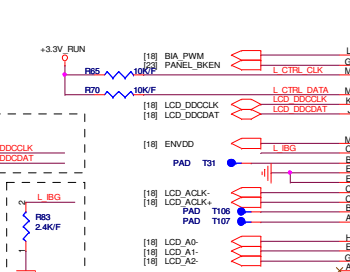 +3.3V_RUN
[18] BIA_PWM
[23] PANEL_BKEN
R65 10K/F L_CTRL_CLK
R70 10K/F L_CTRL_DATA
[18] LCD_DDCCLK LCD_DDCCLK
[18] LCD_DDCDAT LCD_DDCDAT
[18] ENVDD
DDCCLK L_IBG
DDCDAT PAD T31
[18] LCD_ACLK-
L_IBG [18] LCD_ACLK+
2 PAD T106
R83 PAD T107
2.4K/F
[18] LCD_A0-
1 [18] LCD_A1-
[18] LCD_A2-